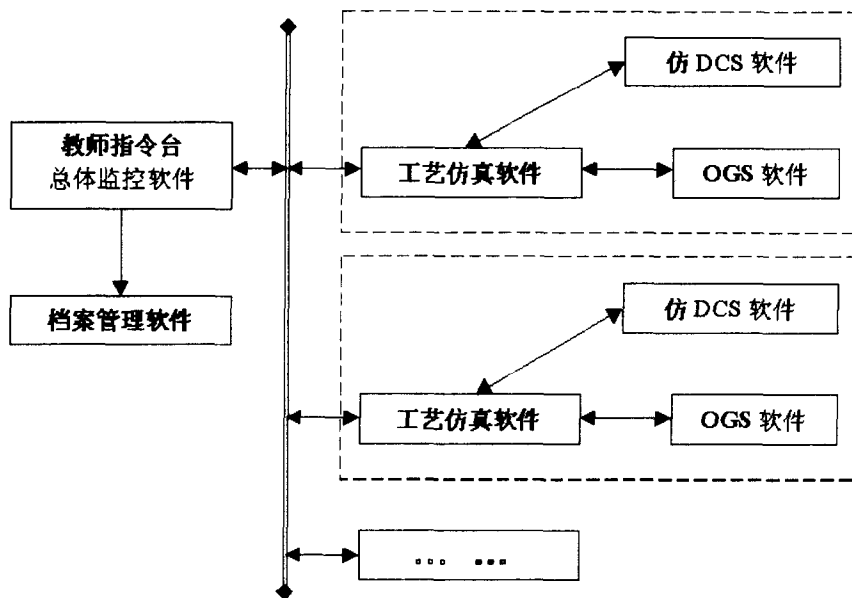 教师指令台
总体监控软件
档案管理软件
仿 DCS 软件
工艺仿真软件
OGS 软件
仿 DCS 软件
工艺仿真软件
OGS 软件
… …